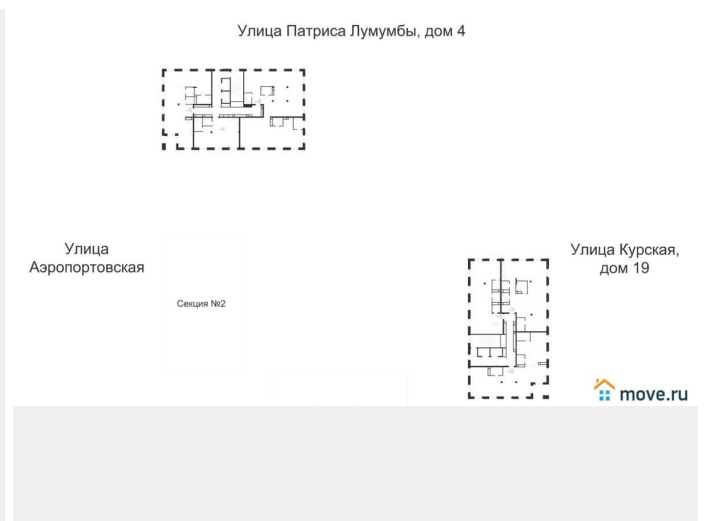 Улица Патриса Лумумбы, дом 4
Улица
Аэропортовская
Улица Курская,
дом 19
Секция №2
move.ru